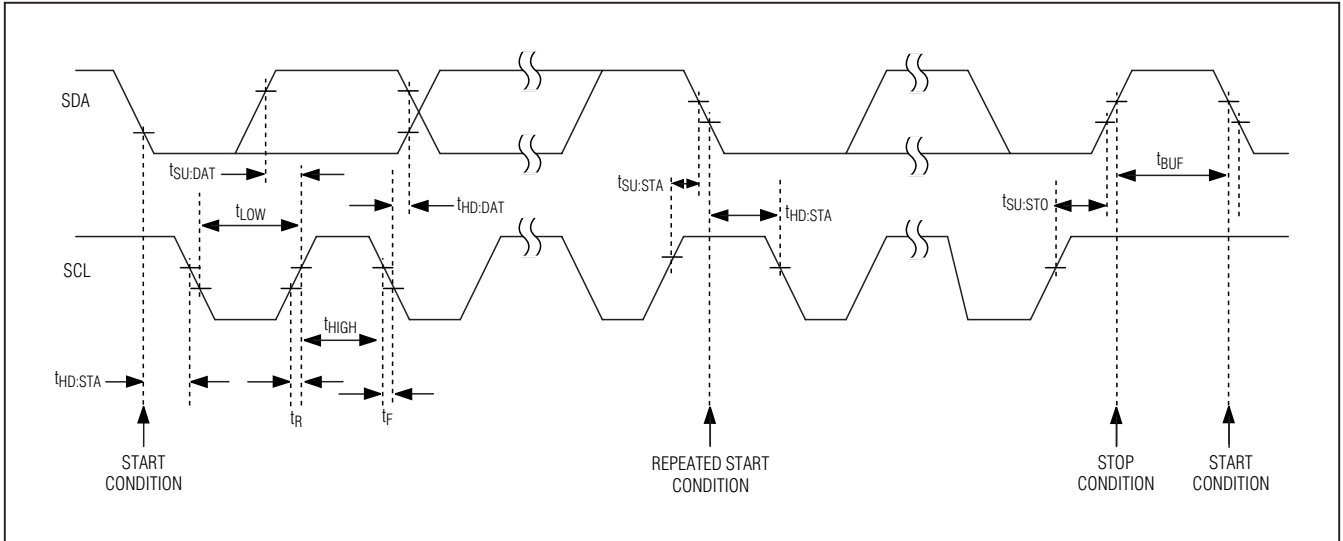 SDA
tSU:DAT
tLOW
tHD:DAT
tSU:STA
tHD:STA
tBUF
tSU:STO
SCL
tHIGH
tHD:STA
tR
tF
START
CONDITION
REPEATED START
CONDITION
STOP
CONDITION
START
CONDITION